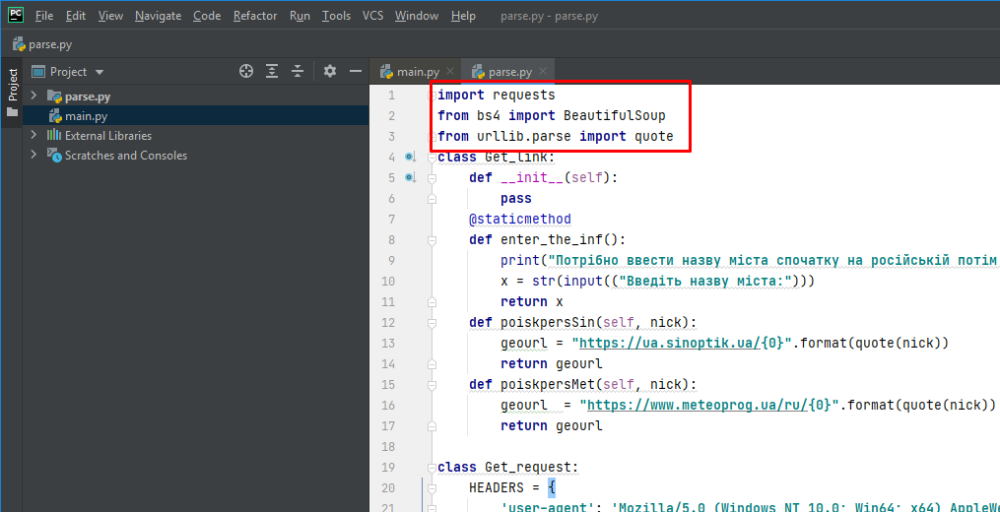 PC File Edit View Navigate Code Refactor Run Tools VCS Window Help parse.py - parse.py
parse.py
Project
Project
main.py
parse.py
parse.py
main.py
External Libraries
Scratches and Consoles
1 import requests
2 from bs4 import BeautifulSoup
3 from urllib.parse import quote
4 class Get_link:
5 def __init__(self):
6 pass
7 @staticmethod
8 def enter_the_inf():
9 print("Потрібно ввести назву міста спочатку на російській потім
10 x = str(input(("Введіть назву міста:")))
11 return x
12 def poiskpersSin(self, nick):
13 geourl = "https://ua.sinoptik.ua/{0}".format(quote(nick))
14 return geourl
15 def poiskpersMet(self, nick):
16 geourl = "https://www.meteoprog.ua/ru/{0}".format(quote(nick))
17 return geourl
18
19 class Get_request:
20 HEADERS = {
21 'user-agent': 'Mozilla/5.0 (Windows NT 10.0; Win64; x64) AppleWe